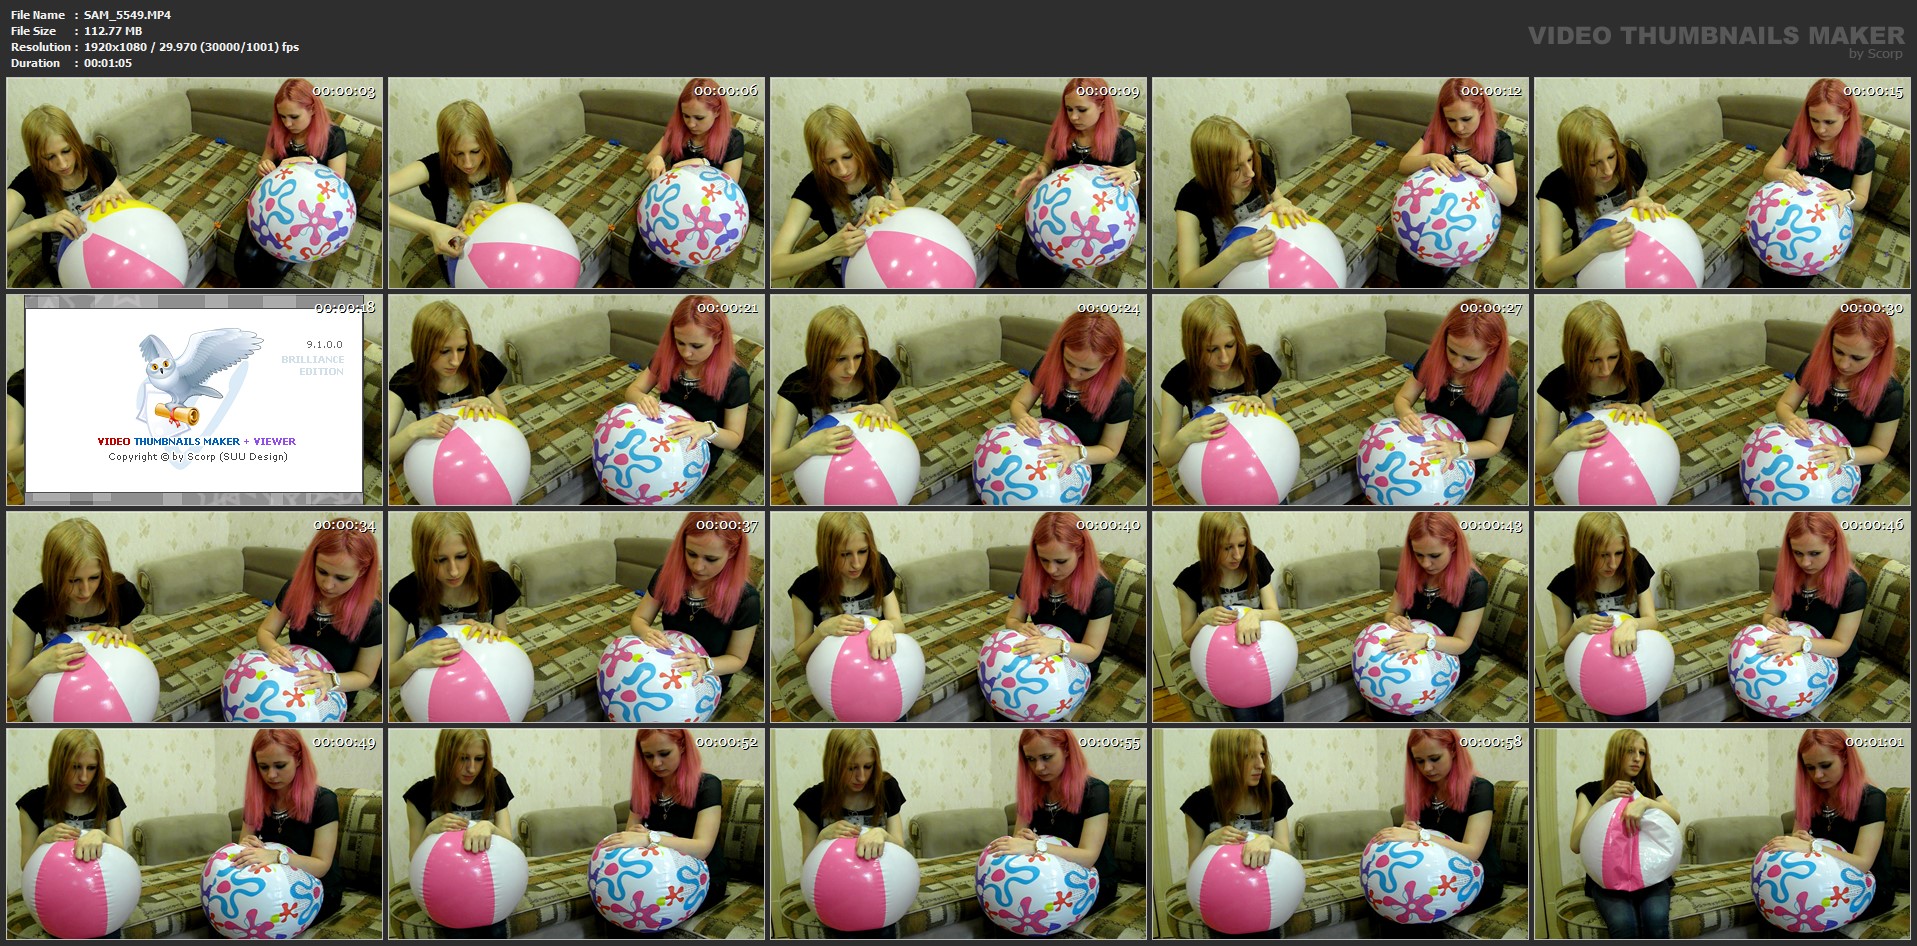 File Name : SAM_5549.MP4
File Size : 112.77 MB
Resolution : 1920x1080 / 29.970 (30000/1001) fps
Duration : 00:01:05
VIDEO THUMBNAILS MAKER
by Scorp
00:00:03
00:00:06
00:00:09
00:00:12
00:00:15
00:00:18
9.1.0.0
BRILLIANCE
EDITION
VIDEO THUMBNAILS MAKER + VIEWER
Copyright © by Scorp (SUU Design)
00:00:21
00:00:24
00:00:27
00:00:30
00:00:34
00:00:37
00:00:40
00:00:43
00:00:46
00:00:49
00:00:52
00:00:55
00:00:58
00:01:01